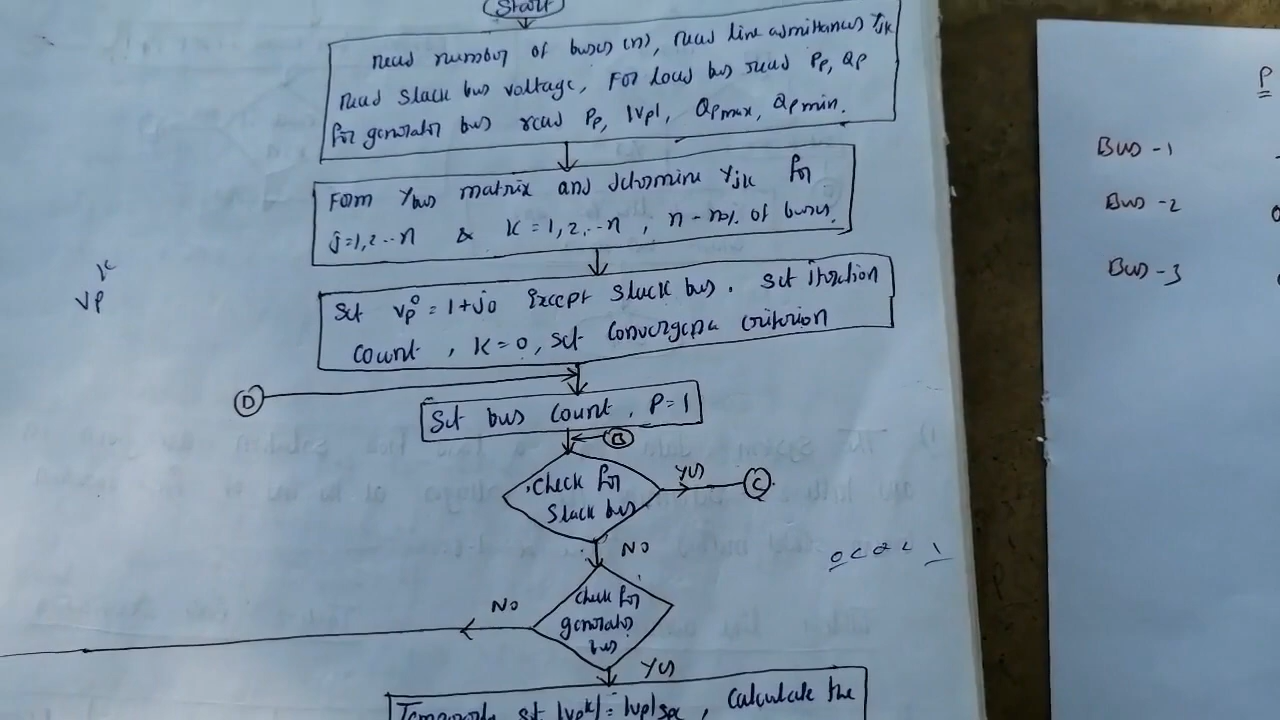 Start
Read number of buses (n), read line admittances Yjk
read slack bus voltage, For load bus read Pp, Qp
for generator bus read Pp, |Vp|, Qpmax, Qpmin.
Form Ybus matrix and determine Yjk for
j=1,2...n & K=1,2...n, n - no. of buses.
Vp^K
Set Vp^0 = 1+j0 Except slack bus. Set iteration
count, K=0, set convergence criterion
D
Set bus count, P=1
B
Check for
Slack bus
Yes
C
No
Check for
generator
bus
No
Yes
Temporarily set |Vp^k| = |Vp|spe, Calculate the
P
Bus -1
Bus -2
Bus -3